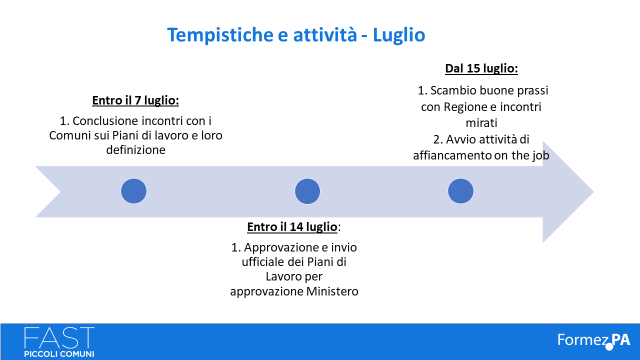 Tempistiche e attività - Luglio
Entro il 7 luglio:
1. Conclusione incontri con i
Comuni sui Piani di lavoro e loro
definizione
Entro il 14 luglio:
1. Approvazione e invio
ufficiale dei Piani di
Lavoro per
approvazione Ministero
Dal 15 luglio:
1. Scambio buone prassi
con Regione e incontri
mirati
2. Avvio attività di
affiancamento on the job
FAST
PICCOLI COMUNI
Formez PA